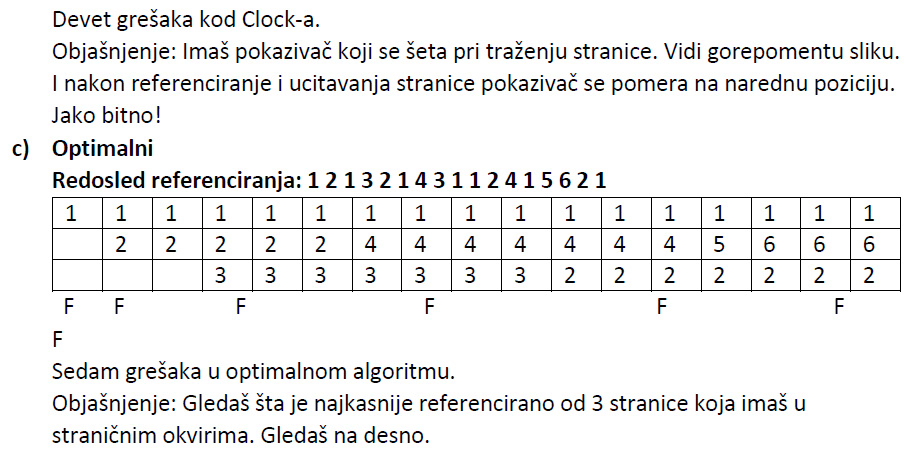 Devet grešaka kod Clock-a.
Objašnjenje: Imaš pokazivač koji se šeta pri traženju stranice. Vidi gorepomentu sliku.
I nakon referenciranje i ucitavanja stranice pokazivač se pomera na narednu poziciju.
Jako bitno!
c) Optimalni
Redosled referenciranja: 1 2 1 3 2 1 4 3 1 1 2 4 1 5 6 2 1
1 1 1 1 1 1 1 1 1 1 1 1 1 1 1 1 1
2 2 2 2 2 4 4 4 4 4 4 4 5 6 6 6
3 3 3 3 3 3 3 2 2 2 2 2 2 2
F F F F F F
F
Sedam grešaka u optimalnom algoritmu.
Objašnjenje: Gledaš šta je najkasnije referencirano od 3 stranice koja imaš u
straničnim okvirima. Gledaš na desno.